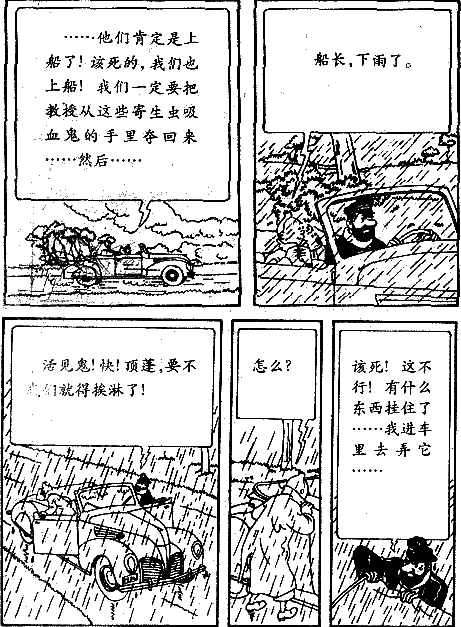 ……他们肯定是上
船了！该死的，我们也
上船！我们一定要把
教授从这些寄生虫吸
血鬼的手里夺回来
……然后……
船长，下雨了。
活见鬼！快！顶蓬，要不
我们就得挨淋了！
怎么？
该死！这不
行！有什么
东西挂住了
……我进车
里去弄它
……